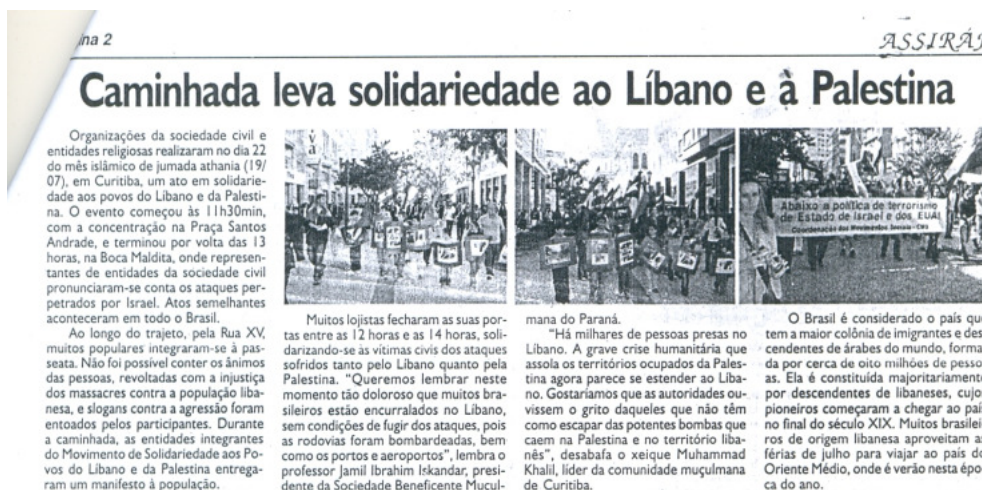 ina 2
ASSIRÁJ
Caminhada leva solidariedade ao Líbano e à Palestina
Organizações da sociedade civil e
entidades religiosas realizaram no dia 22
do mês islâmico de jumada athania (19/
07), em Curitiba, um ato em solidarie-
dade aos povos do Líbano e da Palesti-
na. O evento começou às 11h30min,
com a concentração na Praça Santos
Andrade, e terminou por volta das 13
horas, na Boca Maldita, onde represen-
tantes de entidades da sociedade civil
pronunciaram-se conta os ataques per-
petrados por Israel. Atos semelhantes
aconteceram em todo o Brasil.
Ao longo do trajeto, pela Rua XV,
muitos populares integraram-se à pas-
seata. Não foi possível conter os ânimos
das pessoas, revoltadas com a injustiça
dos massacres contra a população liba-
nesa, e slogans contra a agressão foram
entoados pelos participantes. Durante
a caminhada, as entidades integrantes
do Movimento de Solidariedade aos Po-
vos do Líbano e da Palestina entrega-
ram um manifesto à população.
Abaixo a política de terrorismo
de Estado de Israel e dos EUA!
Coordenação dos Movimentos Sociais - CMS
Muitos lojistas fecharam as suas por-
tas entre as 12 horas e as 14 horas, soli-
darizando-se às vítimas civis dos ataques
sofridos tanto pelo Líbano quanto pela
Palestina. "Queremos lembrar neste
momento tão doloroso que muitos bra-
sileiros estão encurralados no Líbano,
sem condições de fugir dos ataques, pois
as rodovias foram bombardeadas, bem
como os portos e aeroportos", lembra o
professor Jamil Ibrahim Iskandar, presi-
dente da Sociedade Beneficente Muçul-
mana do Paraná.
"Há milhares de pessoas presas no
Líbano. A grave crise humanitária que
assola os territórios ocupados da Pales-
tina agora parece se estender ao Líba-
no. Gostaríamos que as autoridades ou-
vissem o grito daqueles que não têm
como escapar das potentes bombas que
caem na Palestina e no território liba-
nês", desabafa o xeique Muhammad
Khalil, líder da comunidade muçulmana
de Curitiba.
O Brasil é considerado o país qu
tem a maior colônia de imigrantes e des
cendentes de árabes do mundo, forma
da por cerca de oito milhões de pesso
as. Ela é constituída majoritariamente
por descendentes de libaneses, cujo
pioneiros começaram a chegar ao paí
no final do século XIX. Muitos brasilei
ros de origem libanesa aproveitam a
férias de julho para viajar ao país do
Oriente Médio, onde é verão nesta épo
ca do ano.